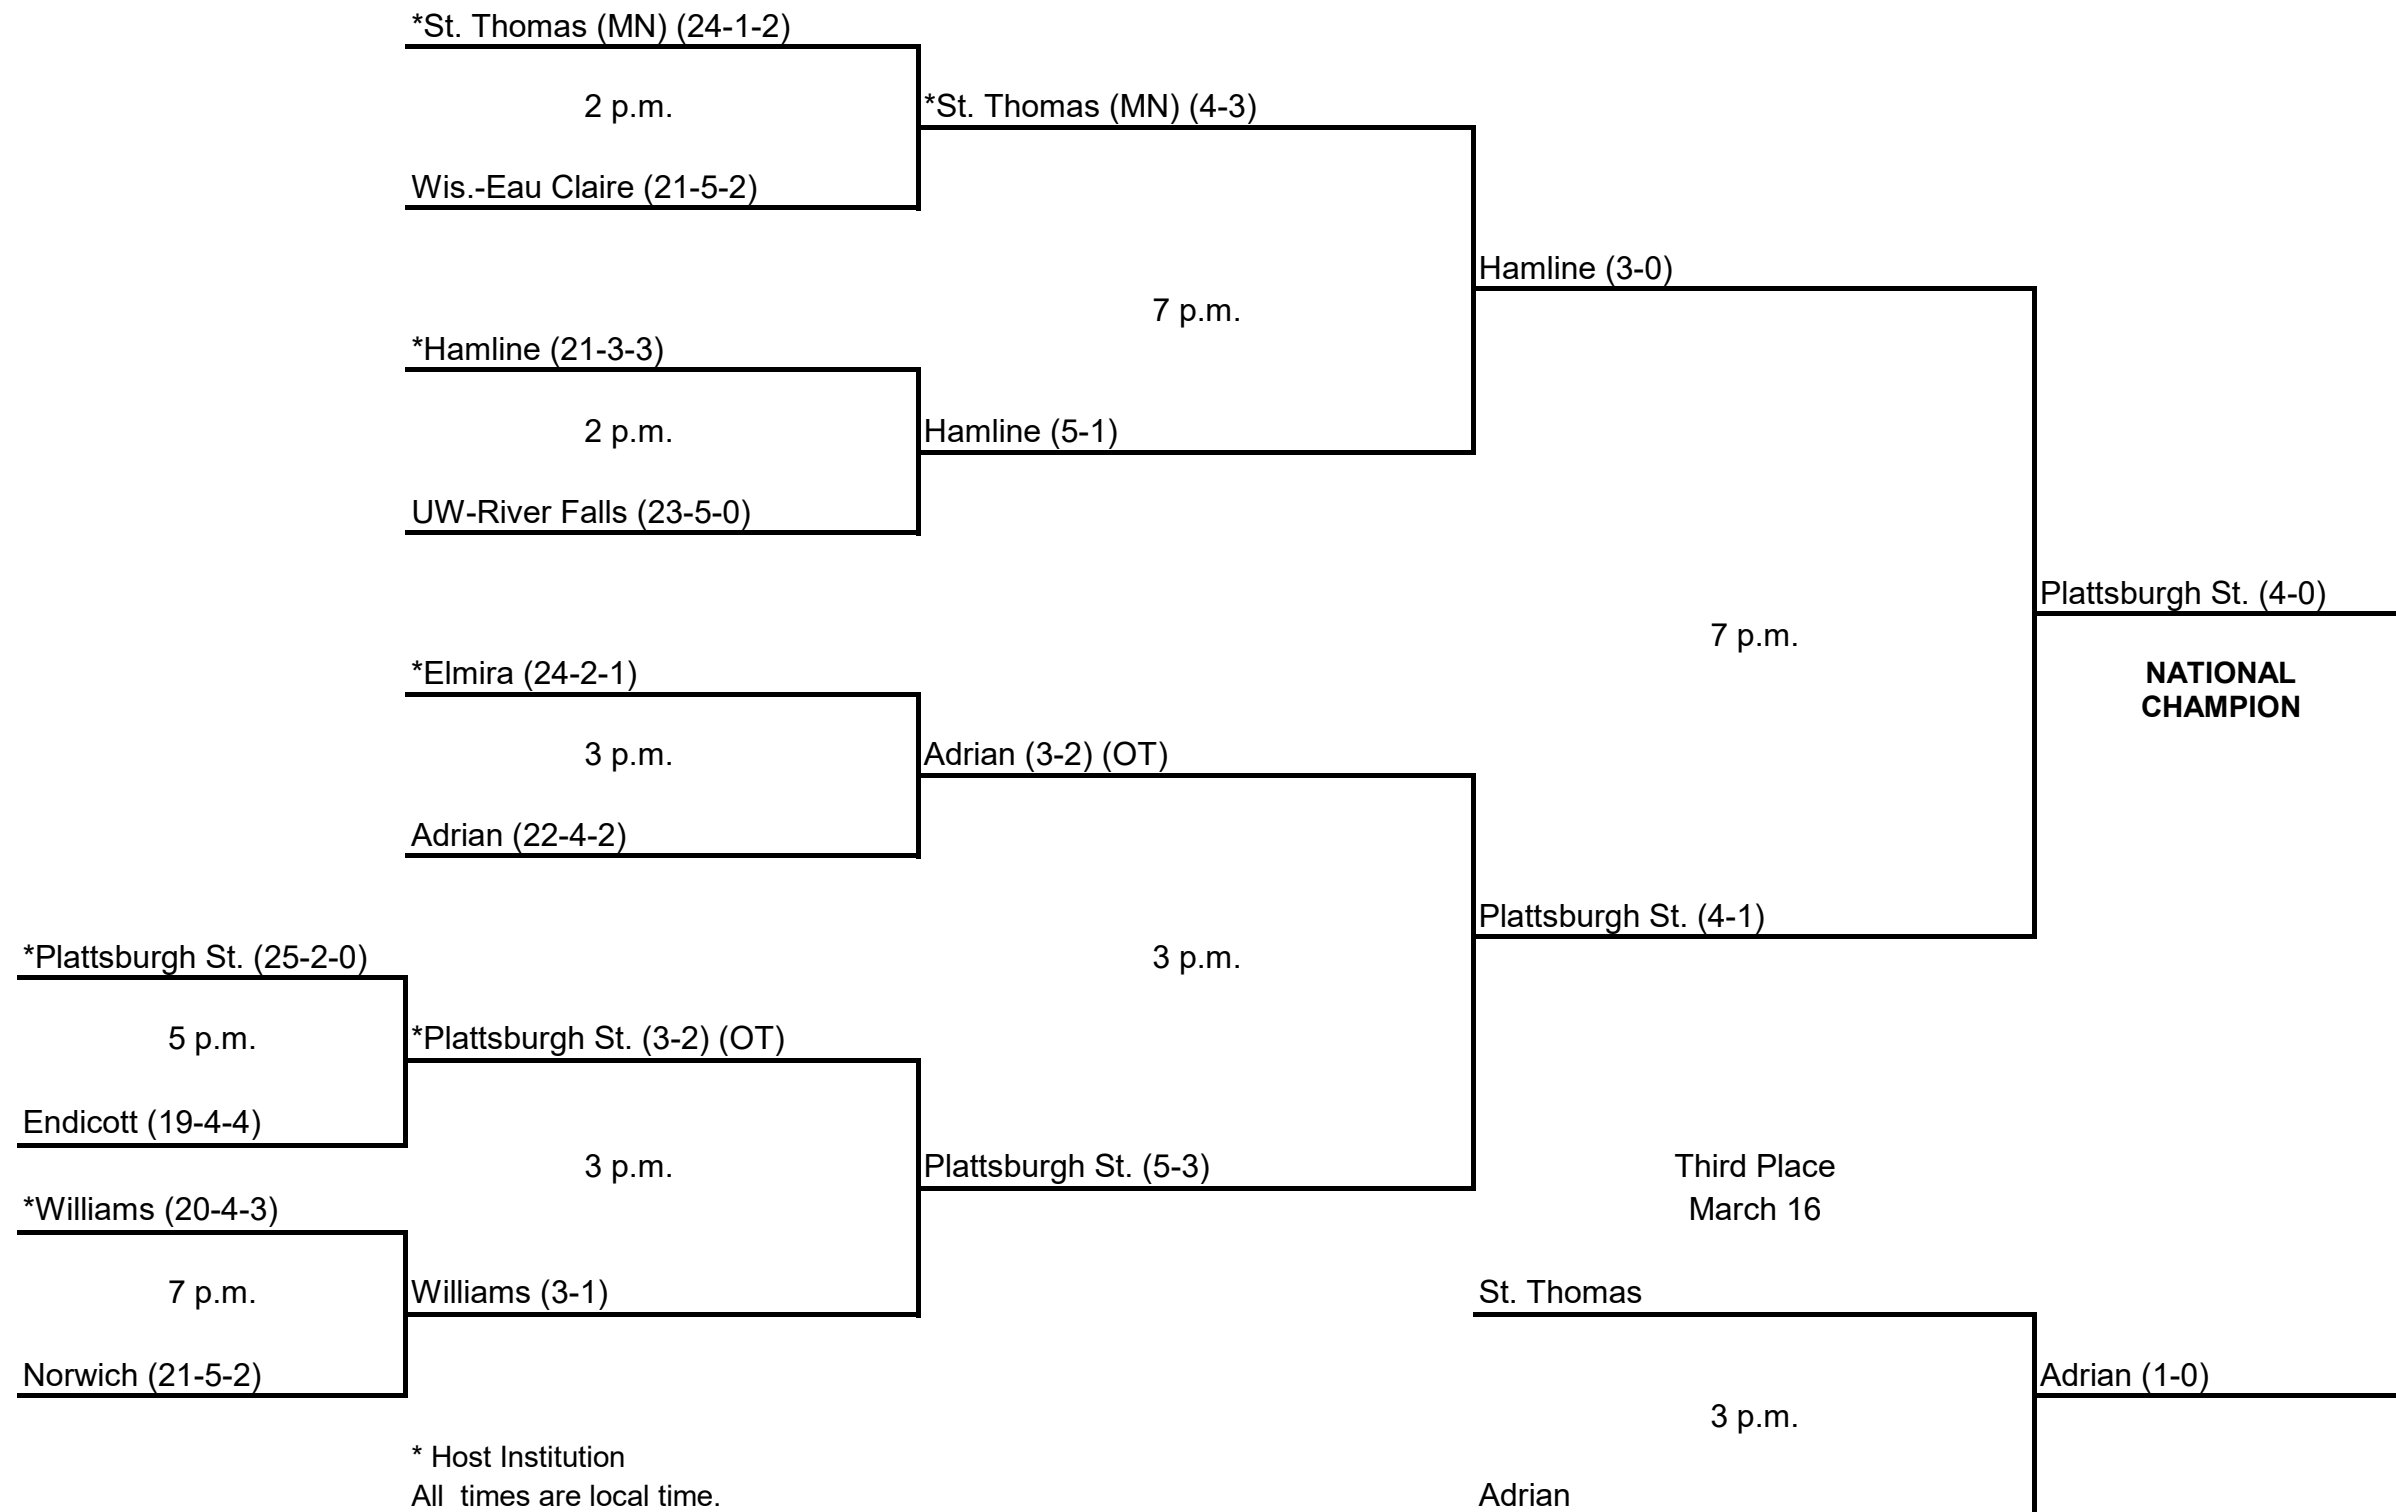 *St. Thomas (MN) (24-1-2)
2 p.m.
*St. Thomas (MN) (4-3)
Wis.-Eau Claire (21-5-2)
Hamline (3-0)
7 p.m.
*Hamline (21-3-3)
2 p.m.
Hamline (5-1)
UW-River Falls (23-5-0)
Plattsburgh St. (4-0)
7 p.m.
*Elmira (24-2-1)
NATIONAL
CHAMPION
3 p.m.
Adrian (3-2) (OT)
Adrian (22-4-2)
Plattsburgh St. (4-1)
*Plattsburgh St. (25-2-0)
3 p.m.
5 p.m.
*Plattsburgh St. (3-2) (OT)
Endicott (19-4-4)
3 p.m.
Plattsburgh St. (5-3)
Third Place
*Williams (20-4-3)
March 16
7 p.m.
Williams (3-1)
St. Thomas
Norwich (21-5-2)
Adrian (1-0)
3 p.m.
* Host Institution
All  times are local time.
Adrian